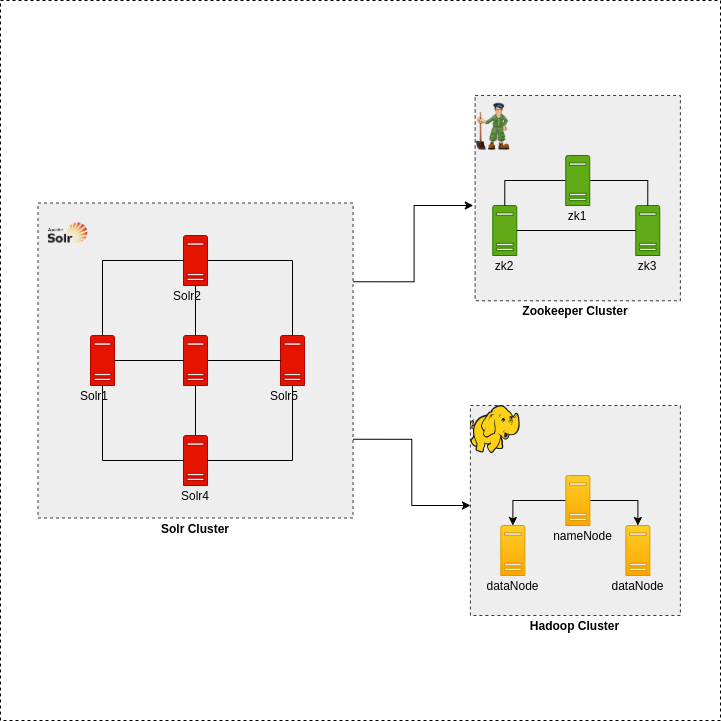 Apache
Solr
Solr2
Solr1
Solr5
Solr4
Solr Cluster
zk1
zk2
zk3
Zookeeper Cluster
nameNode
dataNode
dataNode
Hadoop Cluster